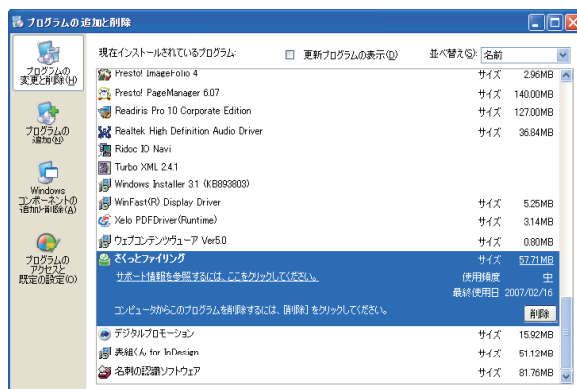 プログラムの追加と削除
プログラムの
変更と削除(H)
プログラムの
追加(N)
Windows
コンポーネントの
追加と削除(A)
プログラムの
アクセスと
既定の設定(O)
現在インストールされているプログラム:
更新プログラムの表示(D)
並べ替え(S): 名前
Presto! ImageFolio 4 サイズ 2.96MB
Presto! PageManager 6.07 サイズ 140.00MB
Readiris Pro 10 Corporate Edition サイズ 127.00MB
Realtek High Definition Audio Driver サイズ 36.84MB
Ridoc IO Navi
Turbo XML 2.4.1
Windows Installer 3.1 (KB893803)
WinFast(R) Display Driver サイズ 5.25MB
Xelo PDFDriver(Runtime) サイズ 3.14MB
ウェブコンテンツヴューア Ver5.0 サイズ 0.80MB
さくっとファイリング サイズ 57.71MB
サポート情報を参照するには、ここをクリックしてください。 使用頻度 中
最終使用日 2007/02/16
コンピュータからこのプログラムを削除するには、[削除] をクリックしてください。 削除
デジタルプロモーション サイズ 15.92MB
表組くん for InDesign サイズ 51.12MB
名刺の認識ソフトウェア サイズ 81.76MB